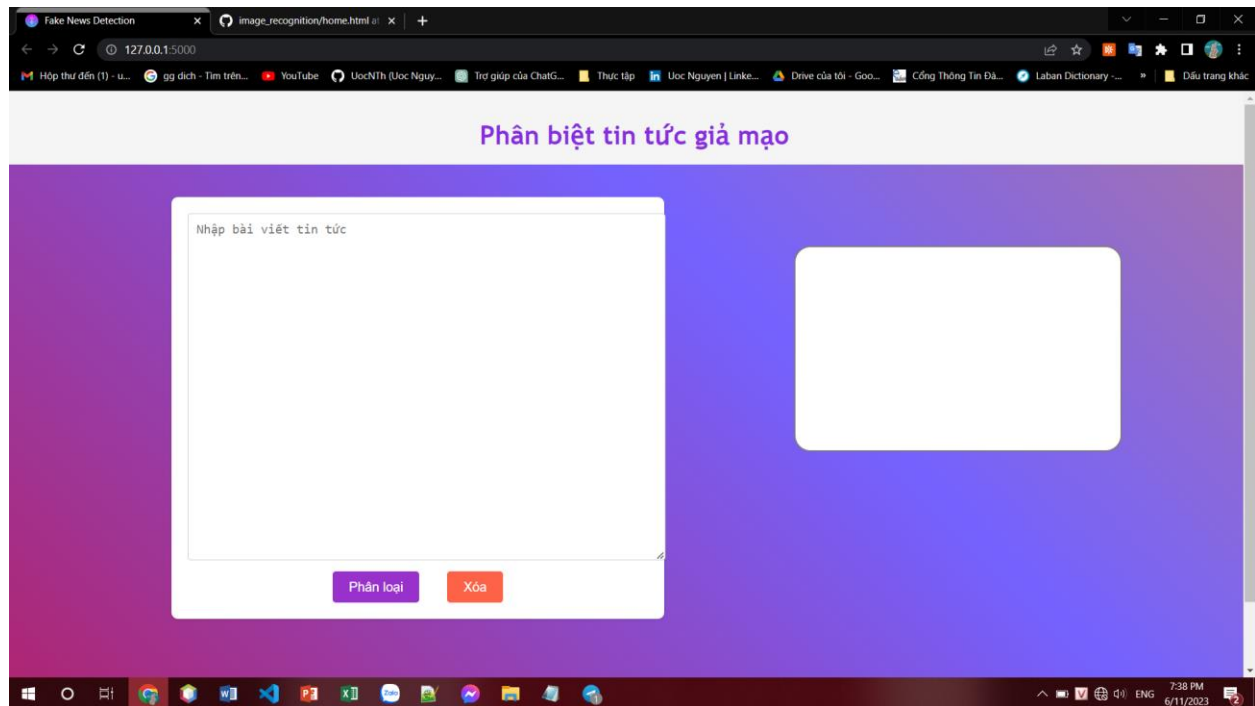 Fake News Detection
image_recognition/home.html at
127.0.0.1:5000
Hộp thư đến (1) - u...
gg dich - Tìm trên...
YouTube
UocNTh (Uoc Nguy...
Trợ giúp của ChatG...
Thực tập
Uoc Nguyen | Linke...
Drive của tôi - Goo...
Cổng Thông Tin Đà...
Laban Dictionary -...
»
Dấu trang khác
Phân biệt tin tức giả mạo
Nhập bài viết tin tức
Phân loại
Xóa
Zalo
V
ENG
7:38 PM
6/11/2023
2